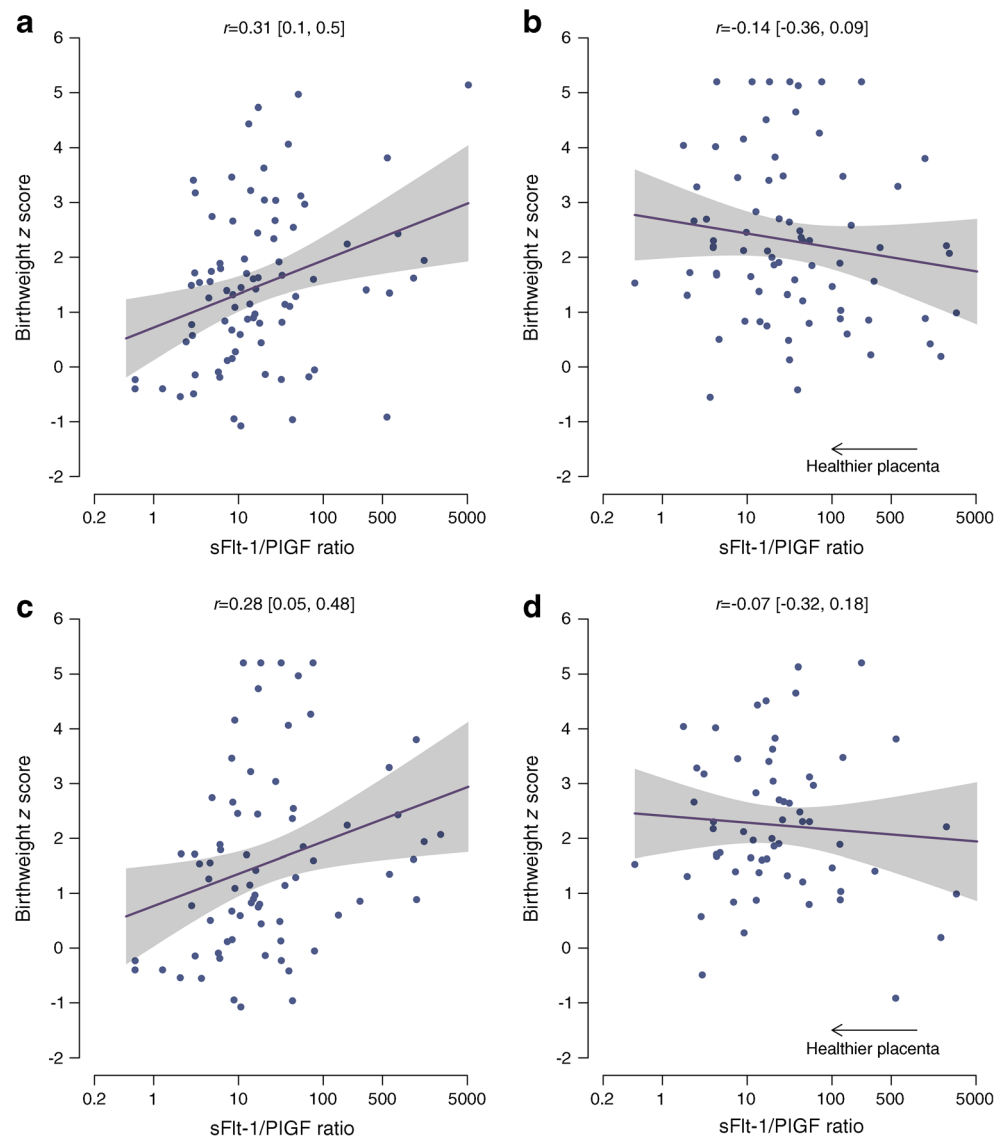 a
r=0.31 [0.1, 0.5]
6
5
4
3
2
1
0
-1
-2
Birthweight z score
0.2 1 10 100 500 5000
sFlt-1/PlGF ratio
b
r=-0.14 [-0.36, 0.09]
6
5
4
3
2
1
0
-1
-2
Birthweight z score
Healthier placenta
0.2 1 10 100 500 5000
sFlt-1/PlGF ratio
c
r=0.28 [0.05, 0.48]
6
5
4
3
2
1
0
-1
-2
Birthweight z score
0.2 1 10 100 500 5000
sFlt-1/PlGF ratio
d
r=-0.07 [-0.32, 0.18]
6
5
4
3
2
1
0
-1
-2
Birthweight z score
Healthier placenta
0.2 1 10 100 500 5000
sFlt-1/PlGF ratio